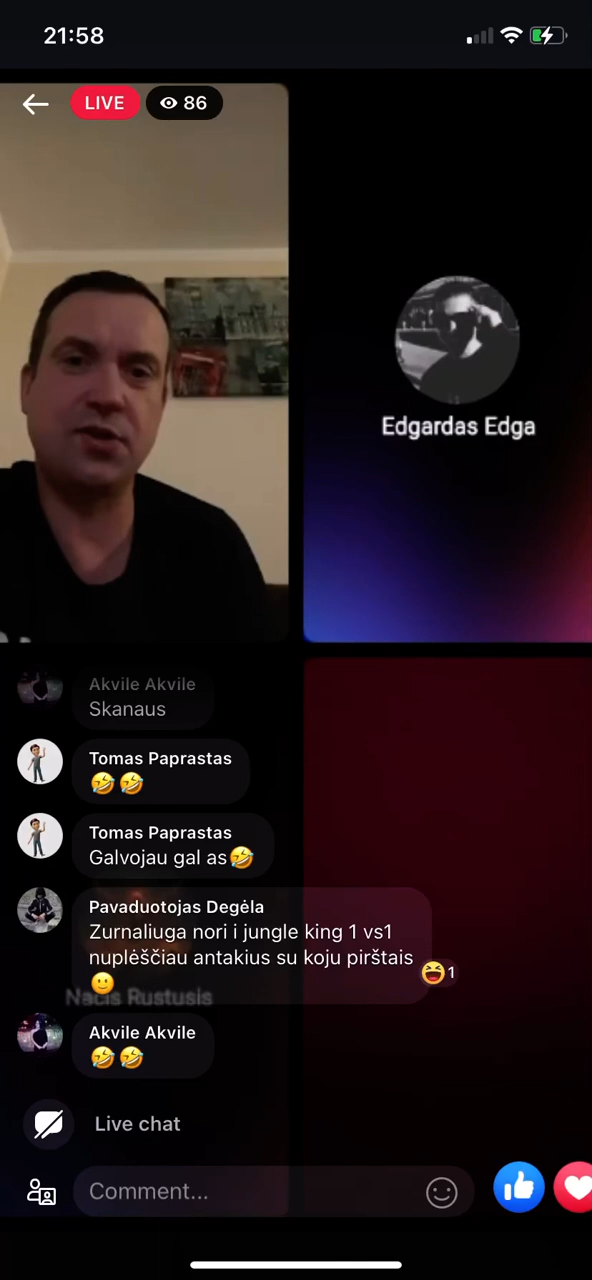 21:58
LIVE
86
Edgardas Edga
Akvile Akvile
Skanaus
Tomas Paprastas
🤣🤣
Tomas Paprastas
Galvojau gal as🤣
Pavaduotojas Degėla
Zurnaliuga nori i jungle king 1 vs1
nuplėščiau antakius su koju pirštais
🙂
😆1
Nacis Rustusis
Akvile Akvile
🤣🤣
Live chat
Comment...